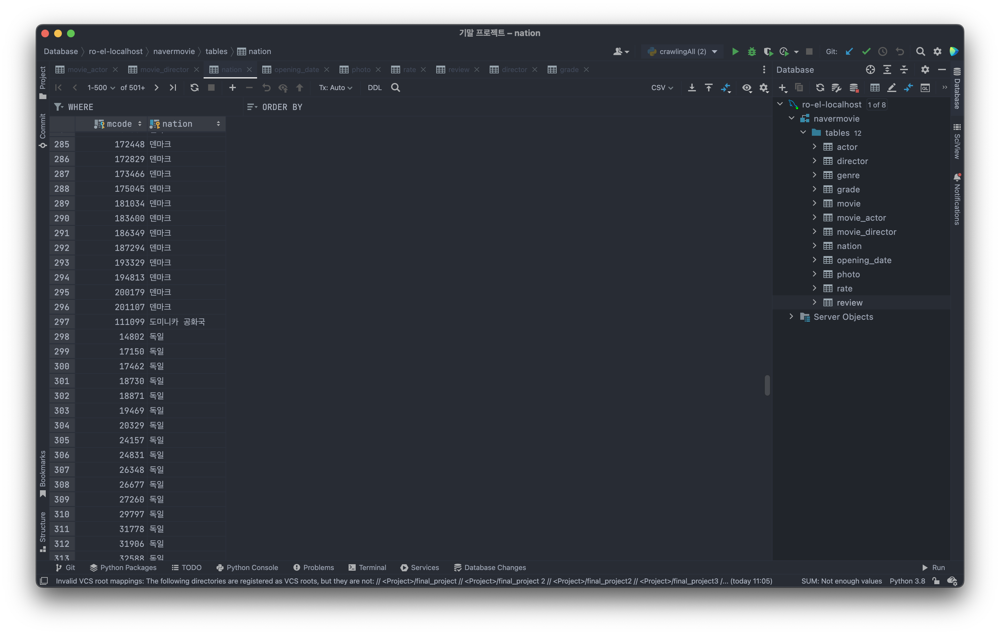 기말 프로젝트 – nation
Database 〉 ro-el-localhost 〉 navermovie 〉 tables 〉 nation
crawlingAll (2)
Git:
movie_actor
movie_director
nation
opening_date
photo
rate
review
director
grade
1-500 of 501+
Tx: Auto
DDL
CSV
WHERE
ORDER BY
mcode nation
285 172448 덴마크
286 172829 덴마크
287 173466 덴마크
288 175045 덴마크
289 181034 덴마크
290 183600 덴마크
291 186349 덴마크
292 187294 덴마크
293 193329 덴마크
294 194813 덴마크
295 200179 덴마크
296 201107 덴마크
297 111099 도미니카 공화국
298 14802 독일
299 17150 독일
300 17462 독일
301 18730 독일
302 18871 독일
303 19469 독일
304 20329 독일
305 24157 독일
306 24831 독일
307 26348 독일
308 26677 독일
309 27260 독일
310 29797 독일
311 31778 독일
312 31906 독일
313 32588 독일
Database
QL
ro-el-localhost 1 of 8
navermovie
tables 12
actor
director
genre
grade
movie
movie_actor
movie_director
nation
opening_date
photo
rate
review
Server Objects
Project
Commit
Bookmarks
Structure
Database
SciView
Notifications
Git
Python Packages
TODO
Python Console
Problems
Terminal
Services
Database Changes
Run
Invalid VCS root mappings: The following directories are registered as VCS roots, but they are not: // <Project>/final_project // <Project>/final_project 2 // <Project>/final_project2 // <Project>/final_project3 /... (today 11:05)
SUM: Not enough values
Python 3.8